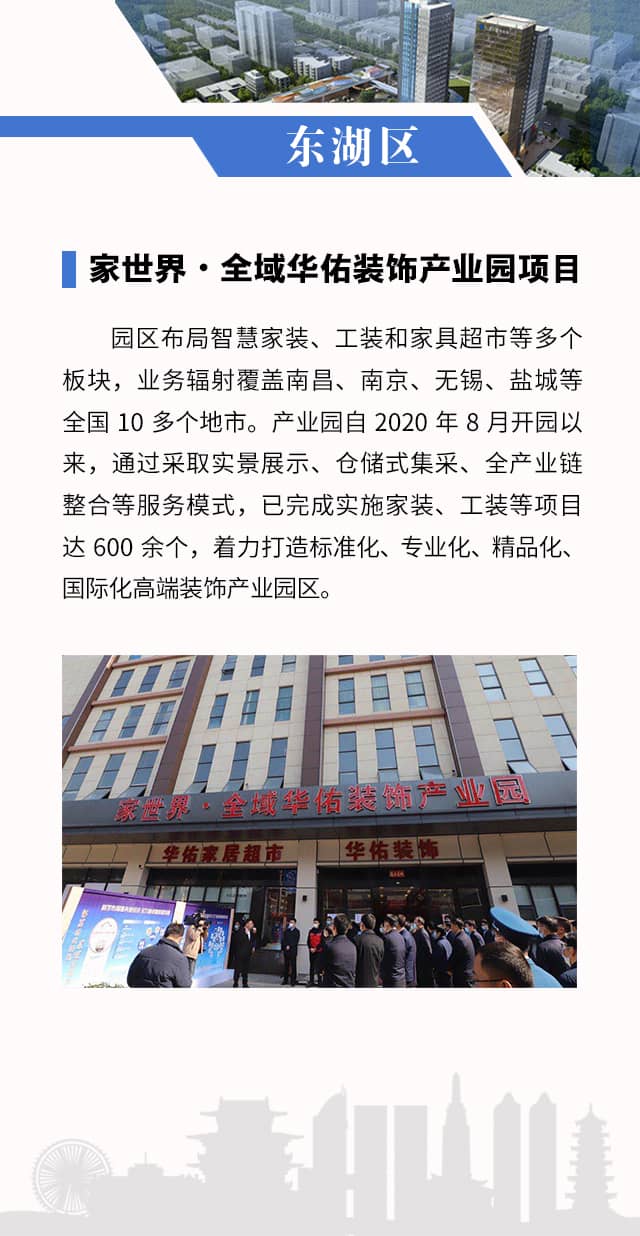 东湖区
家世界·全域华佑装饰产业园项目
园区布局智慧家装、工装和家具超市等多个
板块，业务辐射覆盖南昌、南京、无锡、盐城等
全国 10 多个地市。产业园自 2020 年 8 月开园以
来，通过采取实景展示、仓储式集采、全产业链
整合等服务模式，已完成实施家装、工装等项目
达 600 余个，着力打造标准化、专业化、精品化、
国际化高端装饰产业园区。
家世界·全域华佑装饰产业园
华佑家居超市 华佑装饰